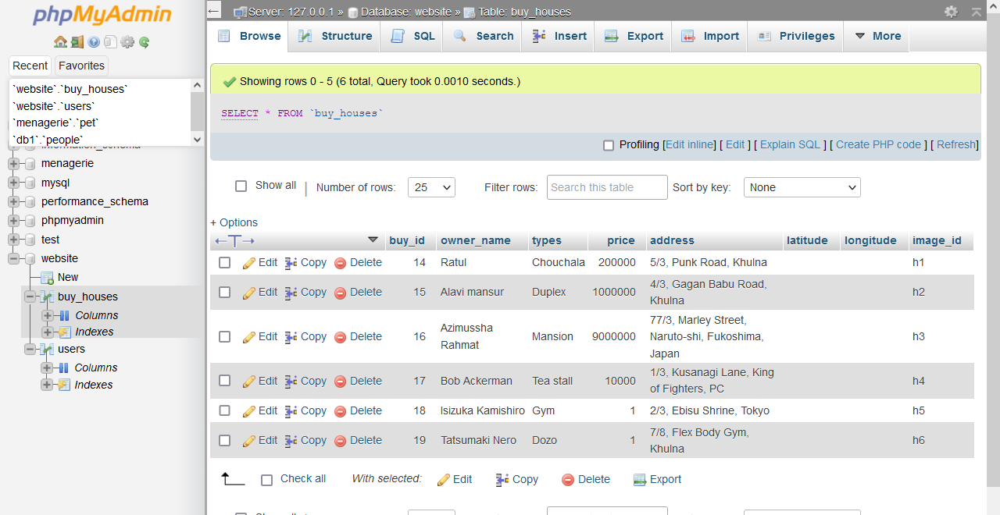 phpMyAdmin
Recent Favorites
`website`.`buy_houses`
`website`.`users`
`menagerie`.`pet`
`db1`.`people`
information_schema
menagerie
mysql
performance_schema
phpmyadmin
test
website
New
buy_houses
Columns
Indexes
users
Columns
Indexes
Server: 127.0.0.1 » Database: website » Table: buy_houses
Browse Structure SQL Search Insert Export Import Privileges More
Showing rows 0 - 5 (6 total, Query took 0.0010 seconds.)
SELECT * FROM `buy_houses`
Profiling [Edit inline] [ Edit ] [ Explain SQL ] [ Create PHP code ] [ Refresh]
Show all | Number of rows: 25 Filter rows: Search this table Sort by key: None
+ Options
←T→ buy_id owner_name types price address latitude longitude image_id
Edit Copy Delete 14 Ratul Chouchala 200000 5/3, Punk Road, Khulna h1
Edit Copy Delete 15 Alavi mansur Duplex 1000000 4/3, Gagan Babu Road,
Khulna h2
Edit Copy Delete 16 Azimussha
Rahmat Mansion 9000000 77/3, Marley Street,
Naruto-shi, Fukoshima,
Japan h3
Edit Copy Delete 17 Bob Ackerman Tea stall 10000 1/3, Kusanagi Lane, King
of Fighters, PC h4
Edit Copy Delete 18 Isizuka Kamishiro Gym 1 2/3, Ebisu Shrine, Tokyo h5
Edit Copy Delete 19 Tatsumaki Nero Dozo 1 7/8, Flex Body Gym,
Khulna h6
Check all With selected: Edit Copy Delete Export